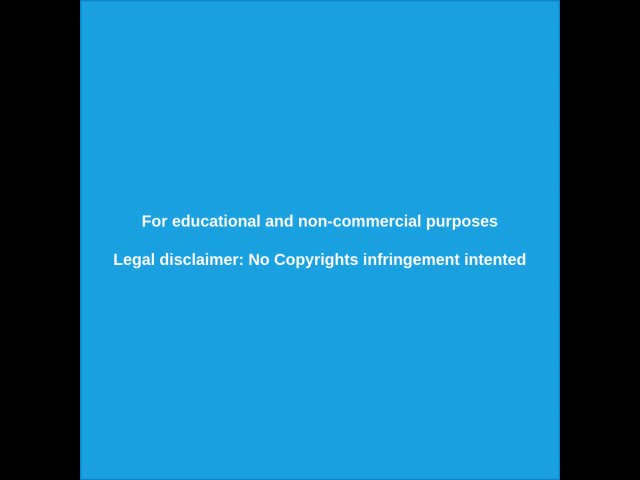 For educational and non-commercial purposes
Legal disclaimer: No Copyrights infringement intented